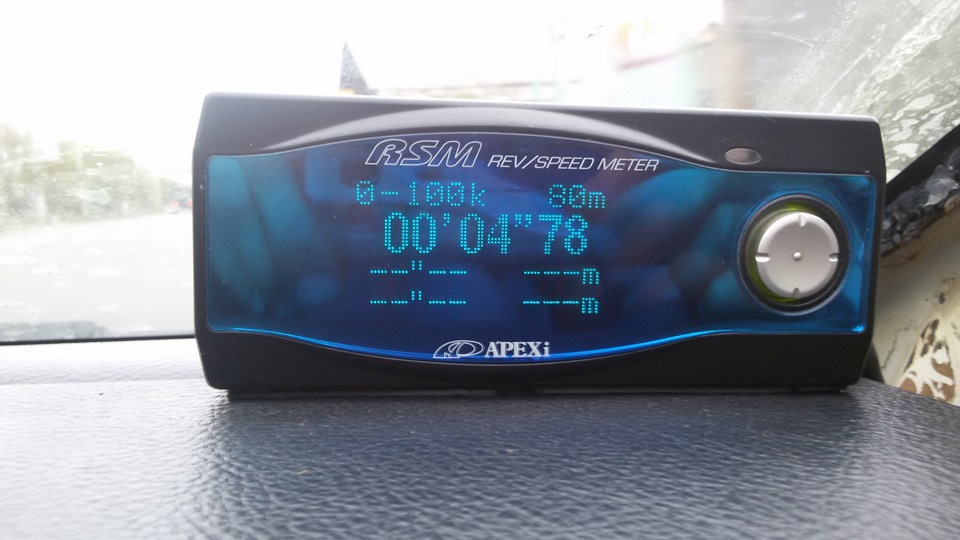 RSM REV/SPEED METER
0-100k 80m
00'04"78
--"-- ---m
--"-- ---m
APEXi